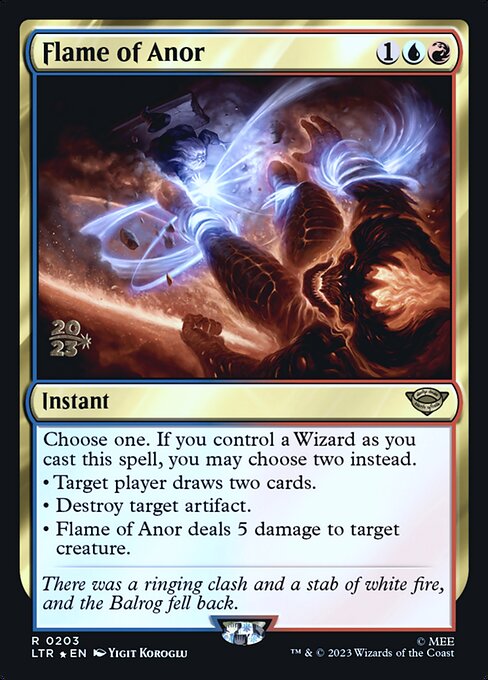 Flame of Anor 1
20
23
Instant
Choose one. If you control a Wizard as you
cast this spell, you may choose two instead.
• Target player draws two cards.
• Destroy target artifact.
• Flame of Anor deals 5 damage to target
creature.
There was a ringing clash and a stab of white fire,
and the Balrog fell back.
R 0203
LTR ★ EN Yigit Koroglu
© MEE
™ & © 2023 Wizards of the Coast